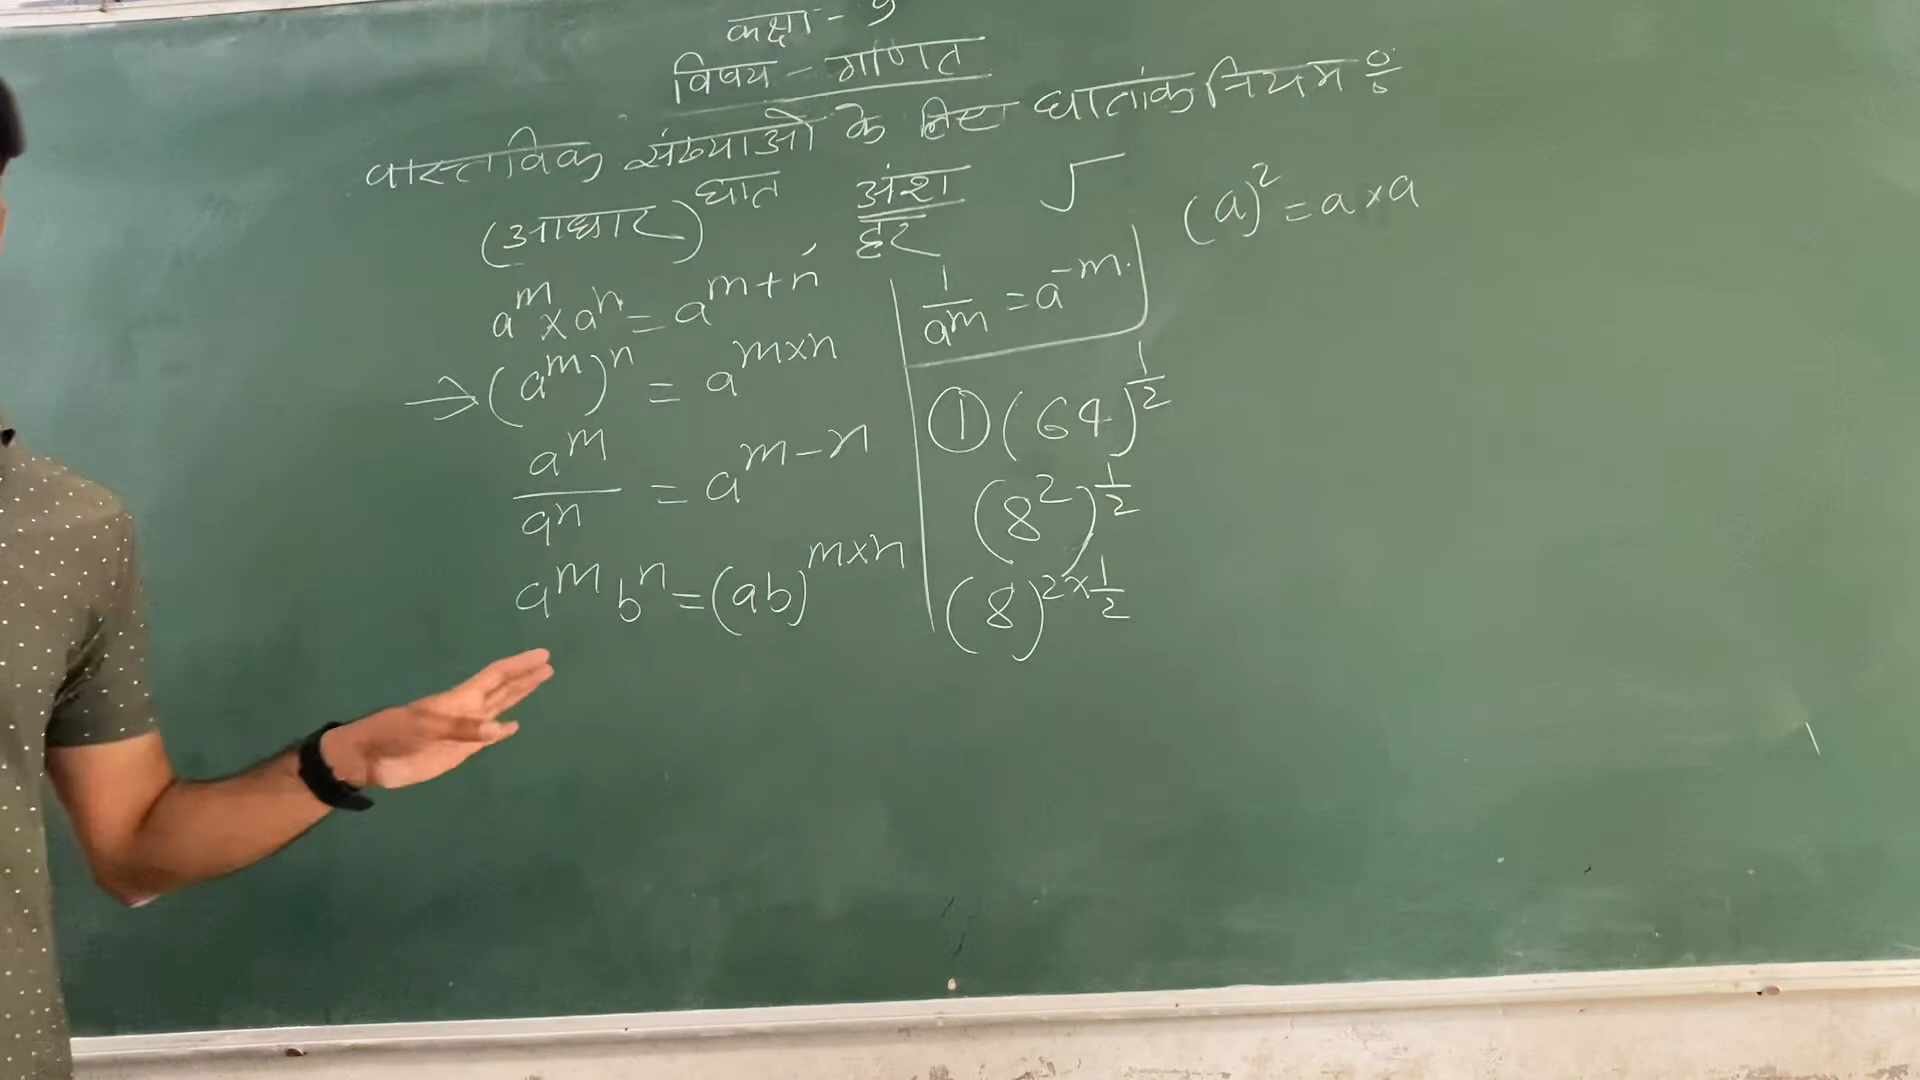 कक्षा - 9
विषय - गणित
वास्तविक संख्याओं के लिए घातांक नियम ÷
(आधार)^घात अंश/हर √ (a)² = a × a
a^m × a^n = a^(m+n)
→ (a^m)^n = a^(m×n)
a^m/a^n = a^(m-n)
a^m b^n = (ab)^(m×n)
1/a^m = a^(-m)
① (64)^(1/2)
(8²)^(1/2)
(8)^(2×1/2)